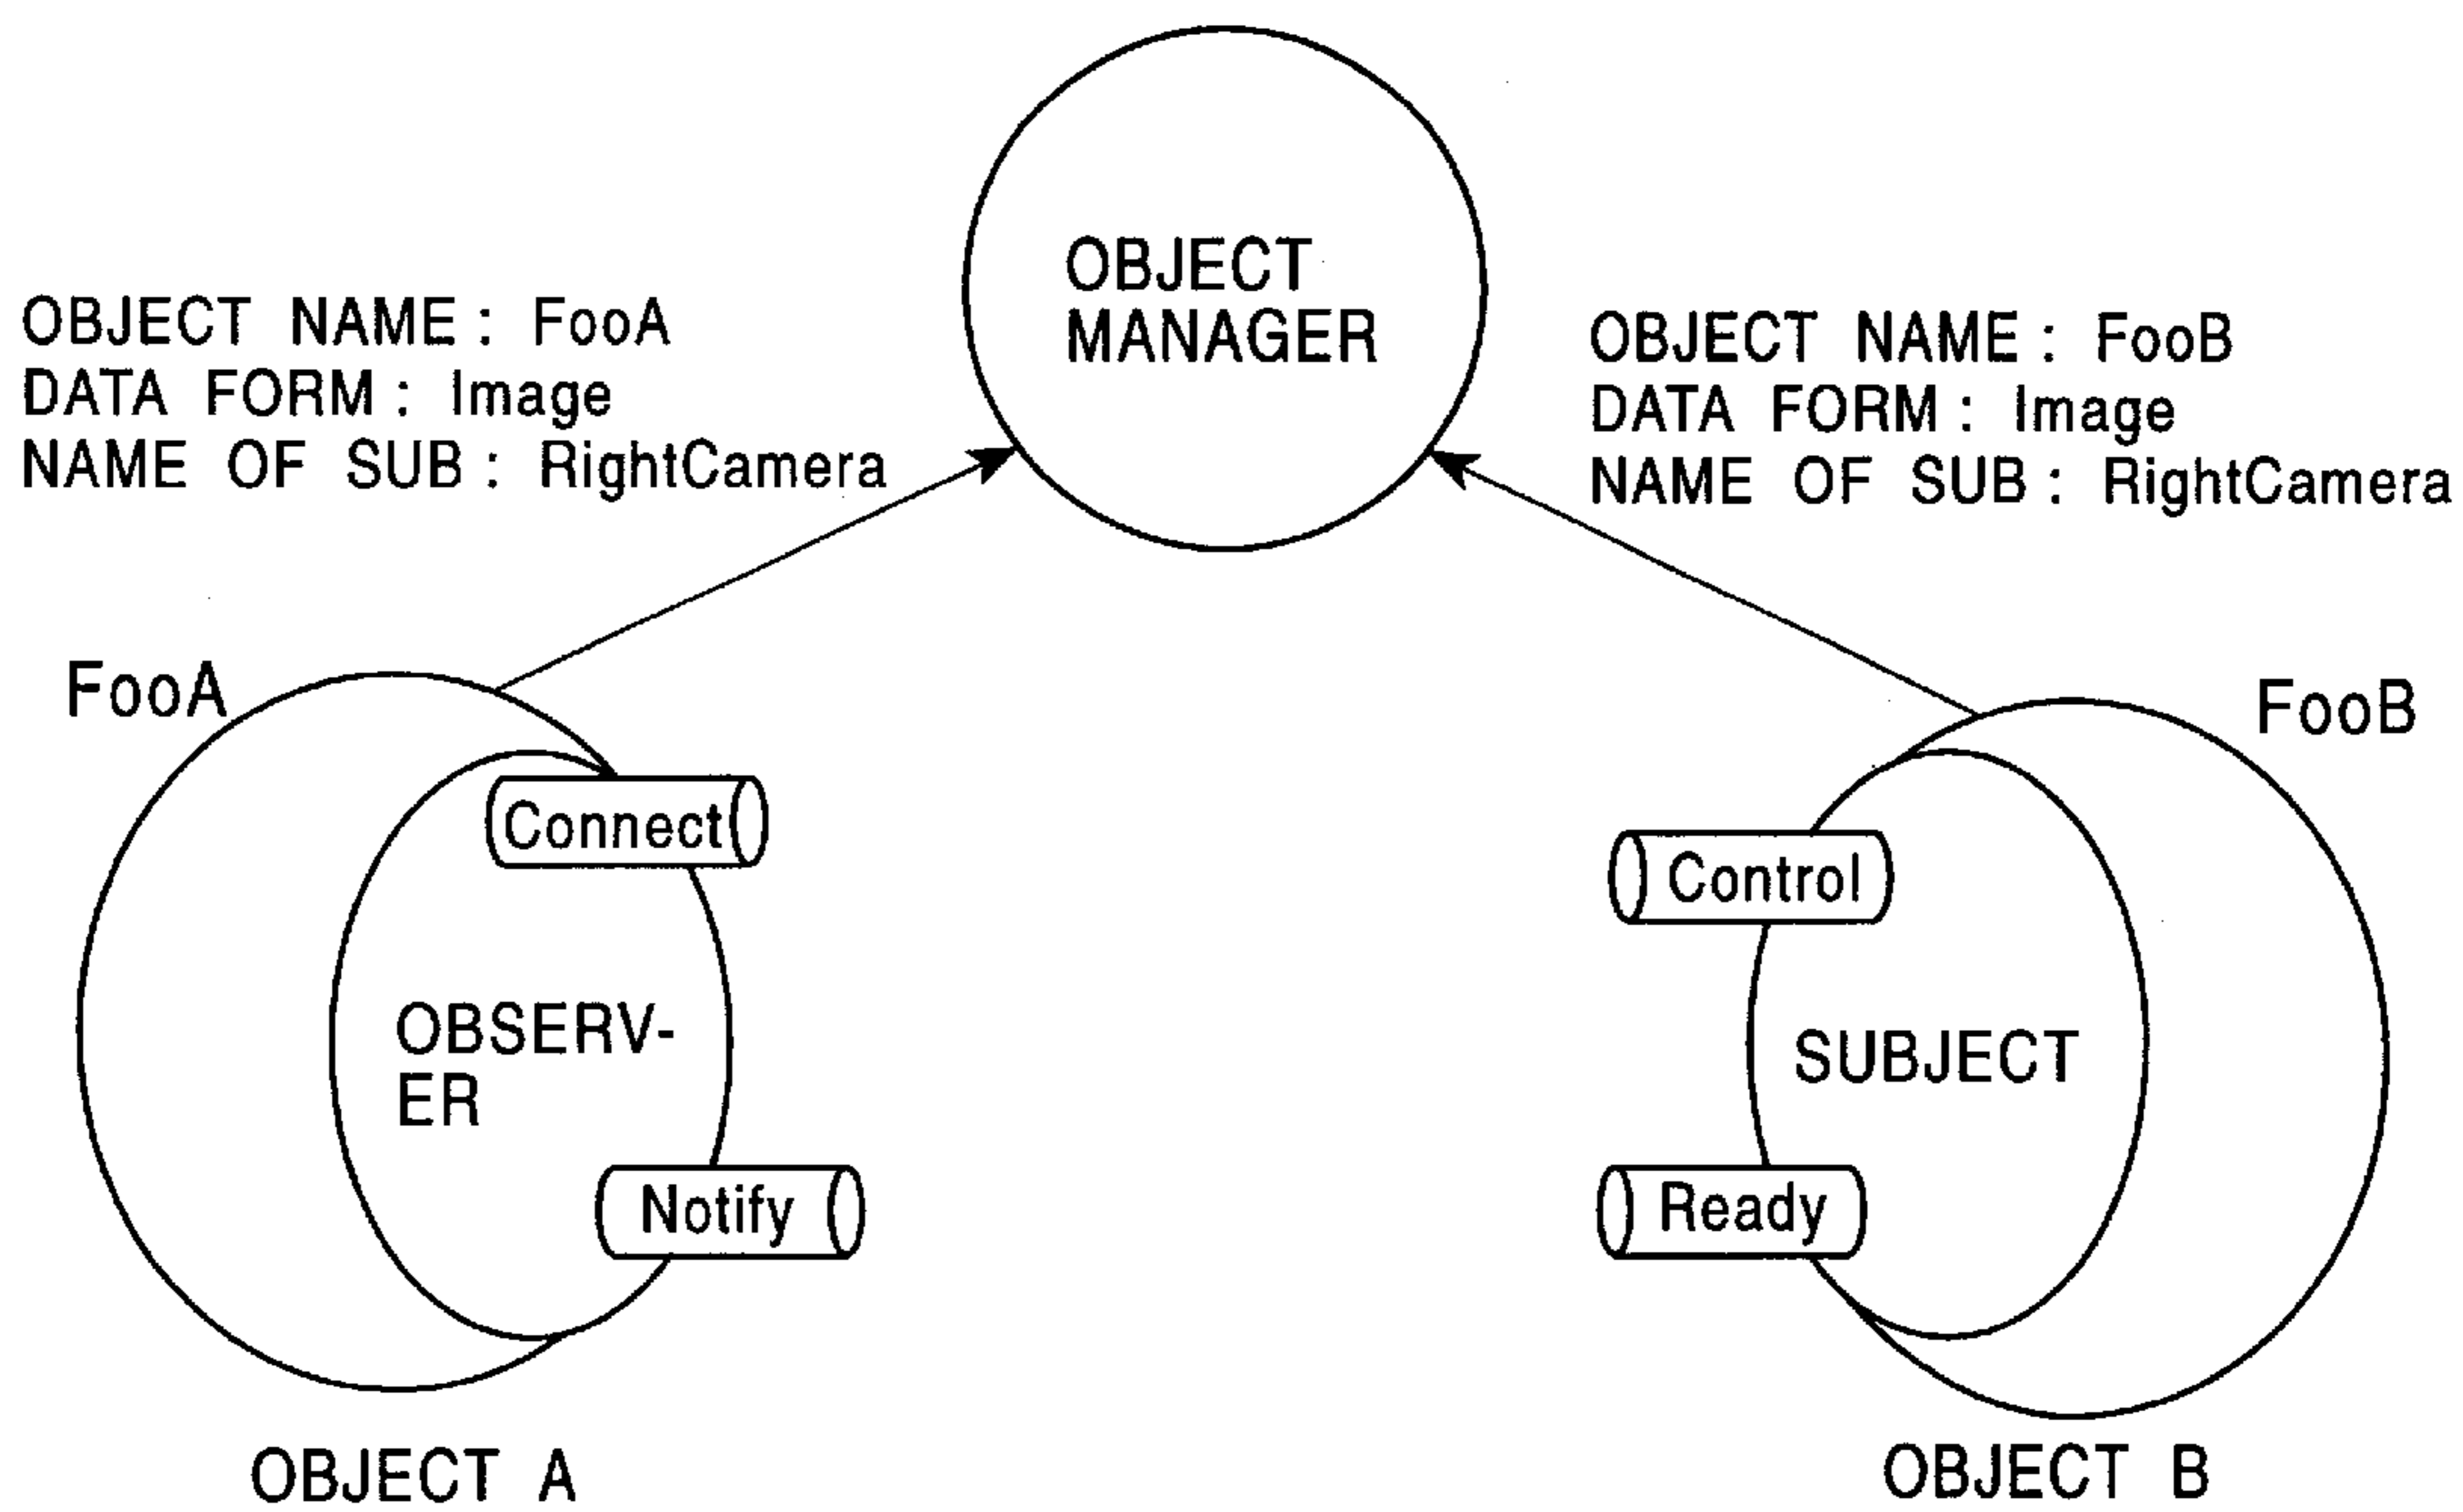 OBJECT
MANAGER
OBJECT NAME : FooA
DATA FORM : Image
NAME OF SUB : RightCamera
OBJECT NAME : FooB
DATA FORM : Image
NAME OF SUB : RightCamera
FooA
Connect
OBSERV-
ER
Notify
OBJECT A
FooB
Control
SUBJECT
Ready
OBJECT B